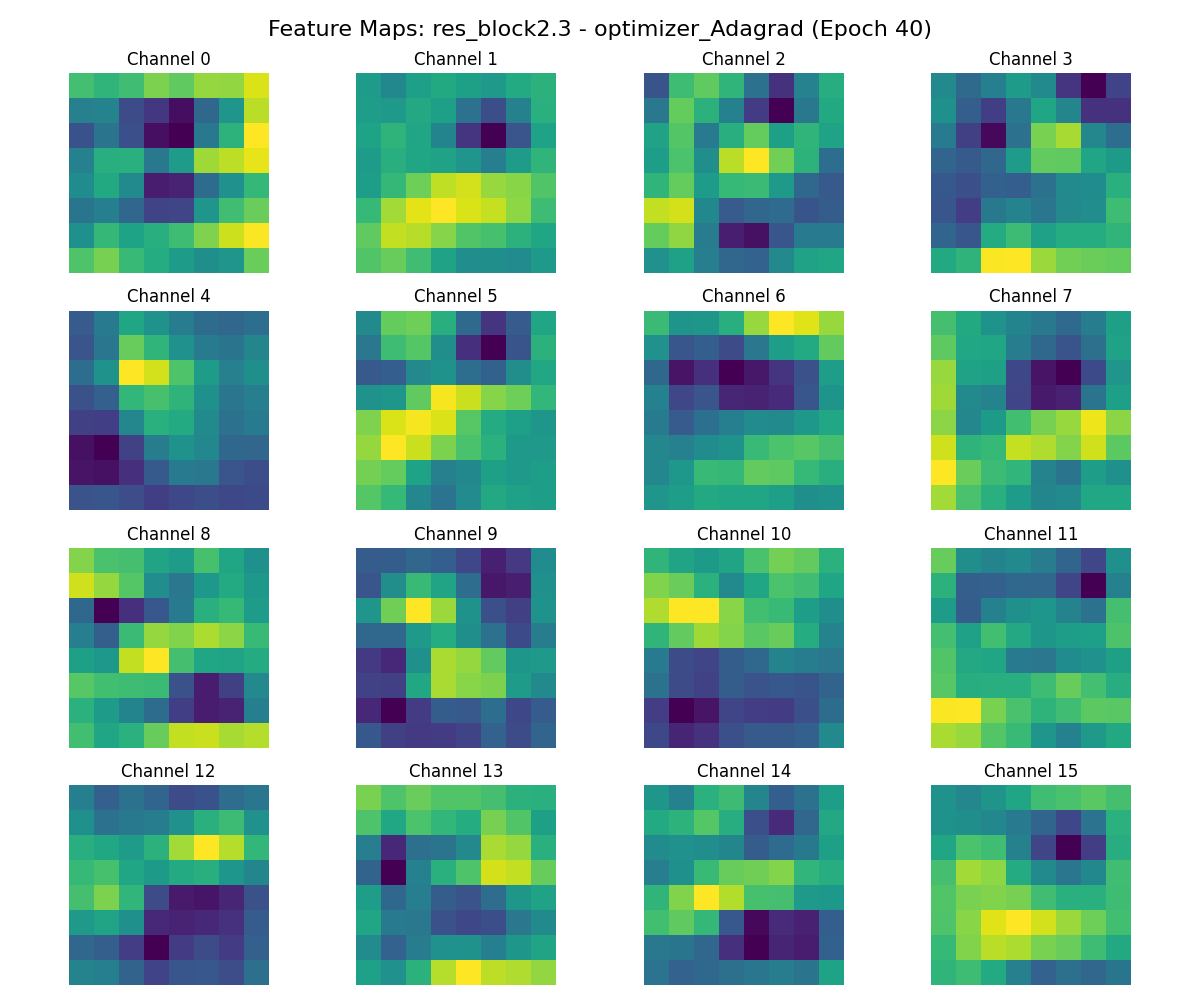 Feature Maps: res_block2.3 - optimizer_Adagrad (Epoch 40)
Channel 0
Channel 1
Channel 2
Channel 3
Channel 4
Channel 5
Channel 6
Channel 7
Channel 8
Channel 9
Channel 10
Channel 11
Channel 12
Channel 13
Channel 14
Channel 15